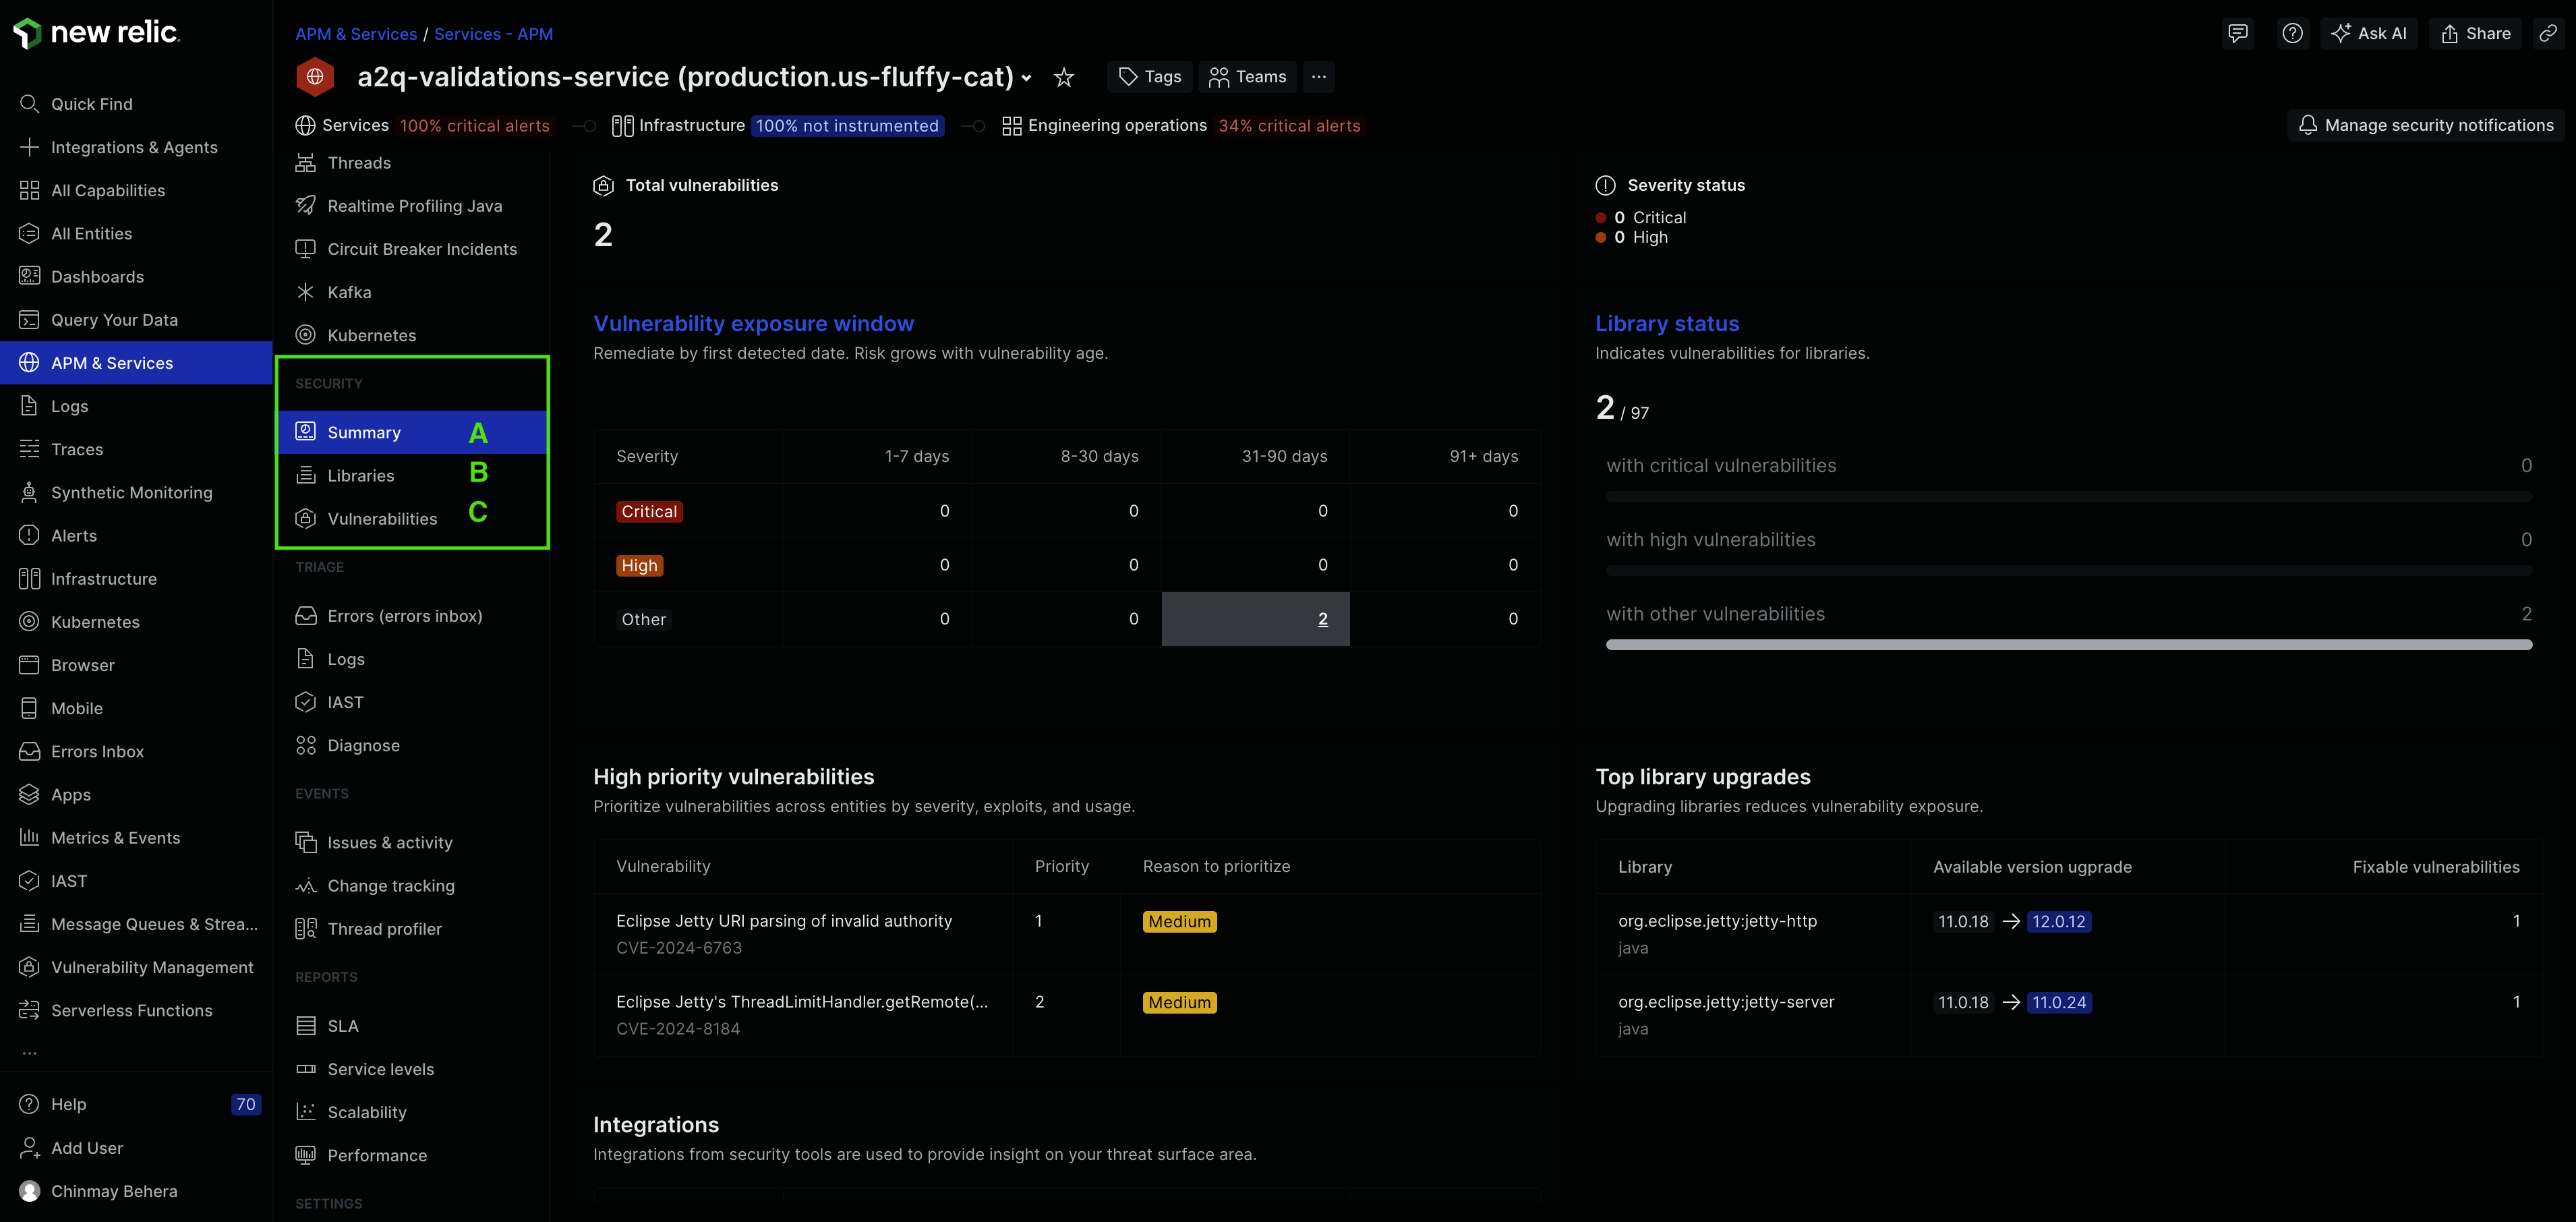 new relic.
Quick Find
Integrations & Agents
All Capabilities
All Entities
Dashboards
Query Your Data
APM & Services
Logs
Traces
Synthetic Monitoring
Alerts
Infrastructure
Kubernetes
Browser
Mobile
Errors Inbox
Apps
Metrics & Events
IAST
Message Queues & Strea...
Vulnerability Management
Serverless Functions
...
Help 70
Add User
Chinmay Behera
APM & Services / Services - APM
Ask AI
Share
a2q-validations-service (production.us-fluffy-cat)
Tags
Teams
...
Services 100% critical alerts
Infrastructure 100% not instrumented
Engineering operations 34% critical alerts
Manage security notifications
Threads
Realtime Profiling Java
Circuit Breaker Incidents
Kafka
Kubernetes
SECURITY
Summary A
Libraries B
Vulnerabilities C
TRIAGE
Errors (errors inbox)
Logs
IAST
Diagnose
EVENTS
Issues & activity
Change tracking
Thread profiler
REPORTS
SLA
Service levels
Scalability
Performance
SETTINGS
Total vulnerabilities
2
Severity status
0 Critical
0 High
Vulnerability exposure window
Remediate by first detected date. Risk grows with vulnerability age.
Severity 1-7 days 8-30 days 31-90 days 91+ days
Critical 0 0 0 0
High 0 0 0 0
Other 0 0 2 0
Library status
Indicates vulnerabilities for libraries.
2 / 97
with critical vulnerabilities 0
with high vulnerabilities 0
with other vulnerabilities 2
High priority vulnerabilities
Prioritize vulnerabilities across entities by severity, exploits, and usage.
Vulnerability Priority Reason to prioritize
Eclipse Jetty URI parsing of invalid authority 1 Medium
CVE-2024-6763
Eclipse Jetty's ThreadLimitHandler.getRemote(... 2 Medium
CVE-2024-8184
Top library upgrades
Upgrading libraries reduces vulnerability exposure.
Library Available version ugprade Fixable vulnerabilities
org.eclipse.jetty:jetty-http 11.0.18 → 12.0.12 1
java
org.eclipse.jetty:jetty-server 11.0.18 → 11.0.24 1
java
Integrations
Integrations from security tools are used to provide insight on your threat surface area.